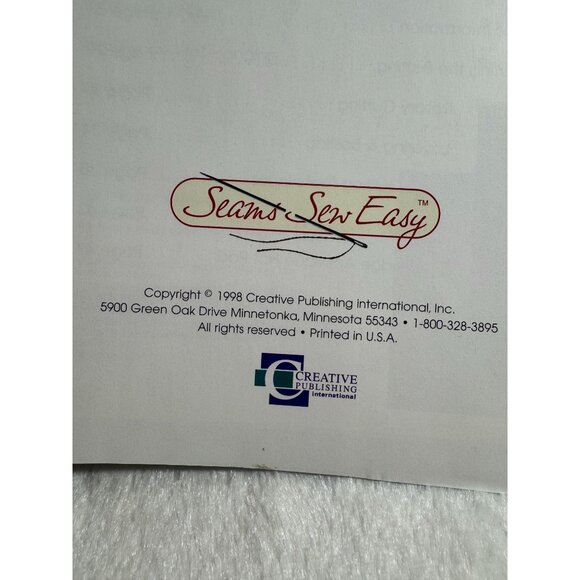 Seams Sew Easy™
Copyright © 1998 Creative Publishing international, Inc.
5900 Green Oak Drive Minnetonka, Minnesota 55343 • 1-800-328-3895
All rights reserved • Printed in U.S.A.
C CREATIVE
PUBLISHING
international